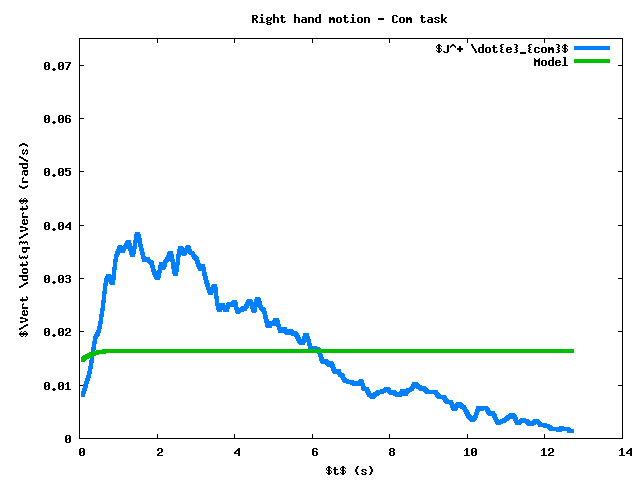 Right hand motion - Com task
$J^+ \dot{e}_{com}$
Model
0.07
0.06
0.05
0.04
0.03
0.02
0.01
0
$\Vert \dot{q}\Vert$ (rad/s)
0 2 4 6 8 10 12 14
$t$ (s)